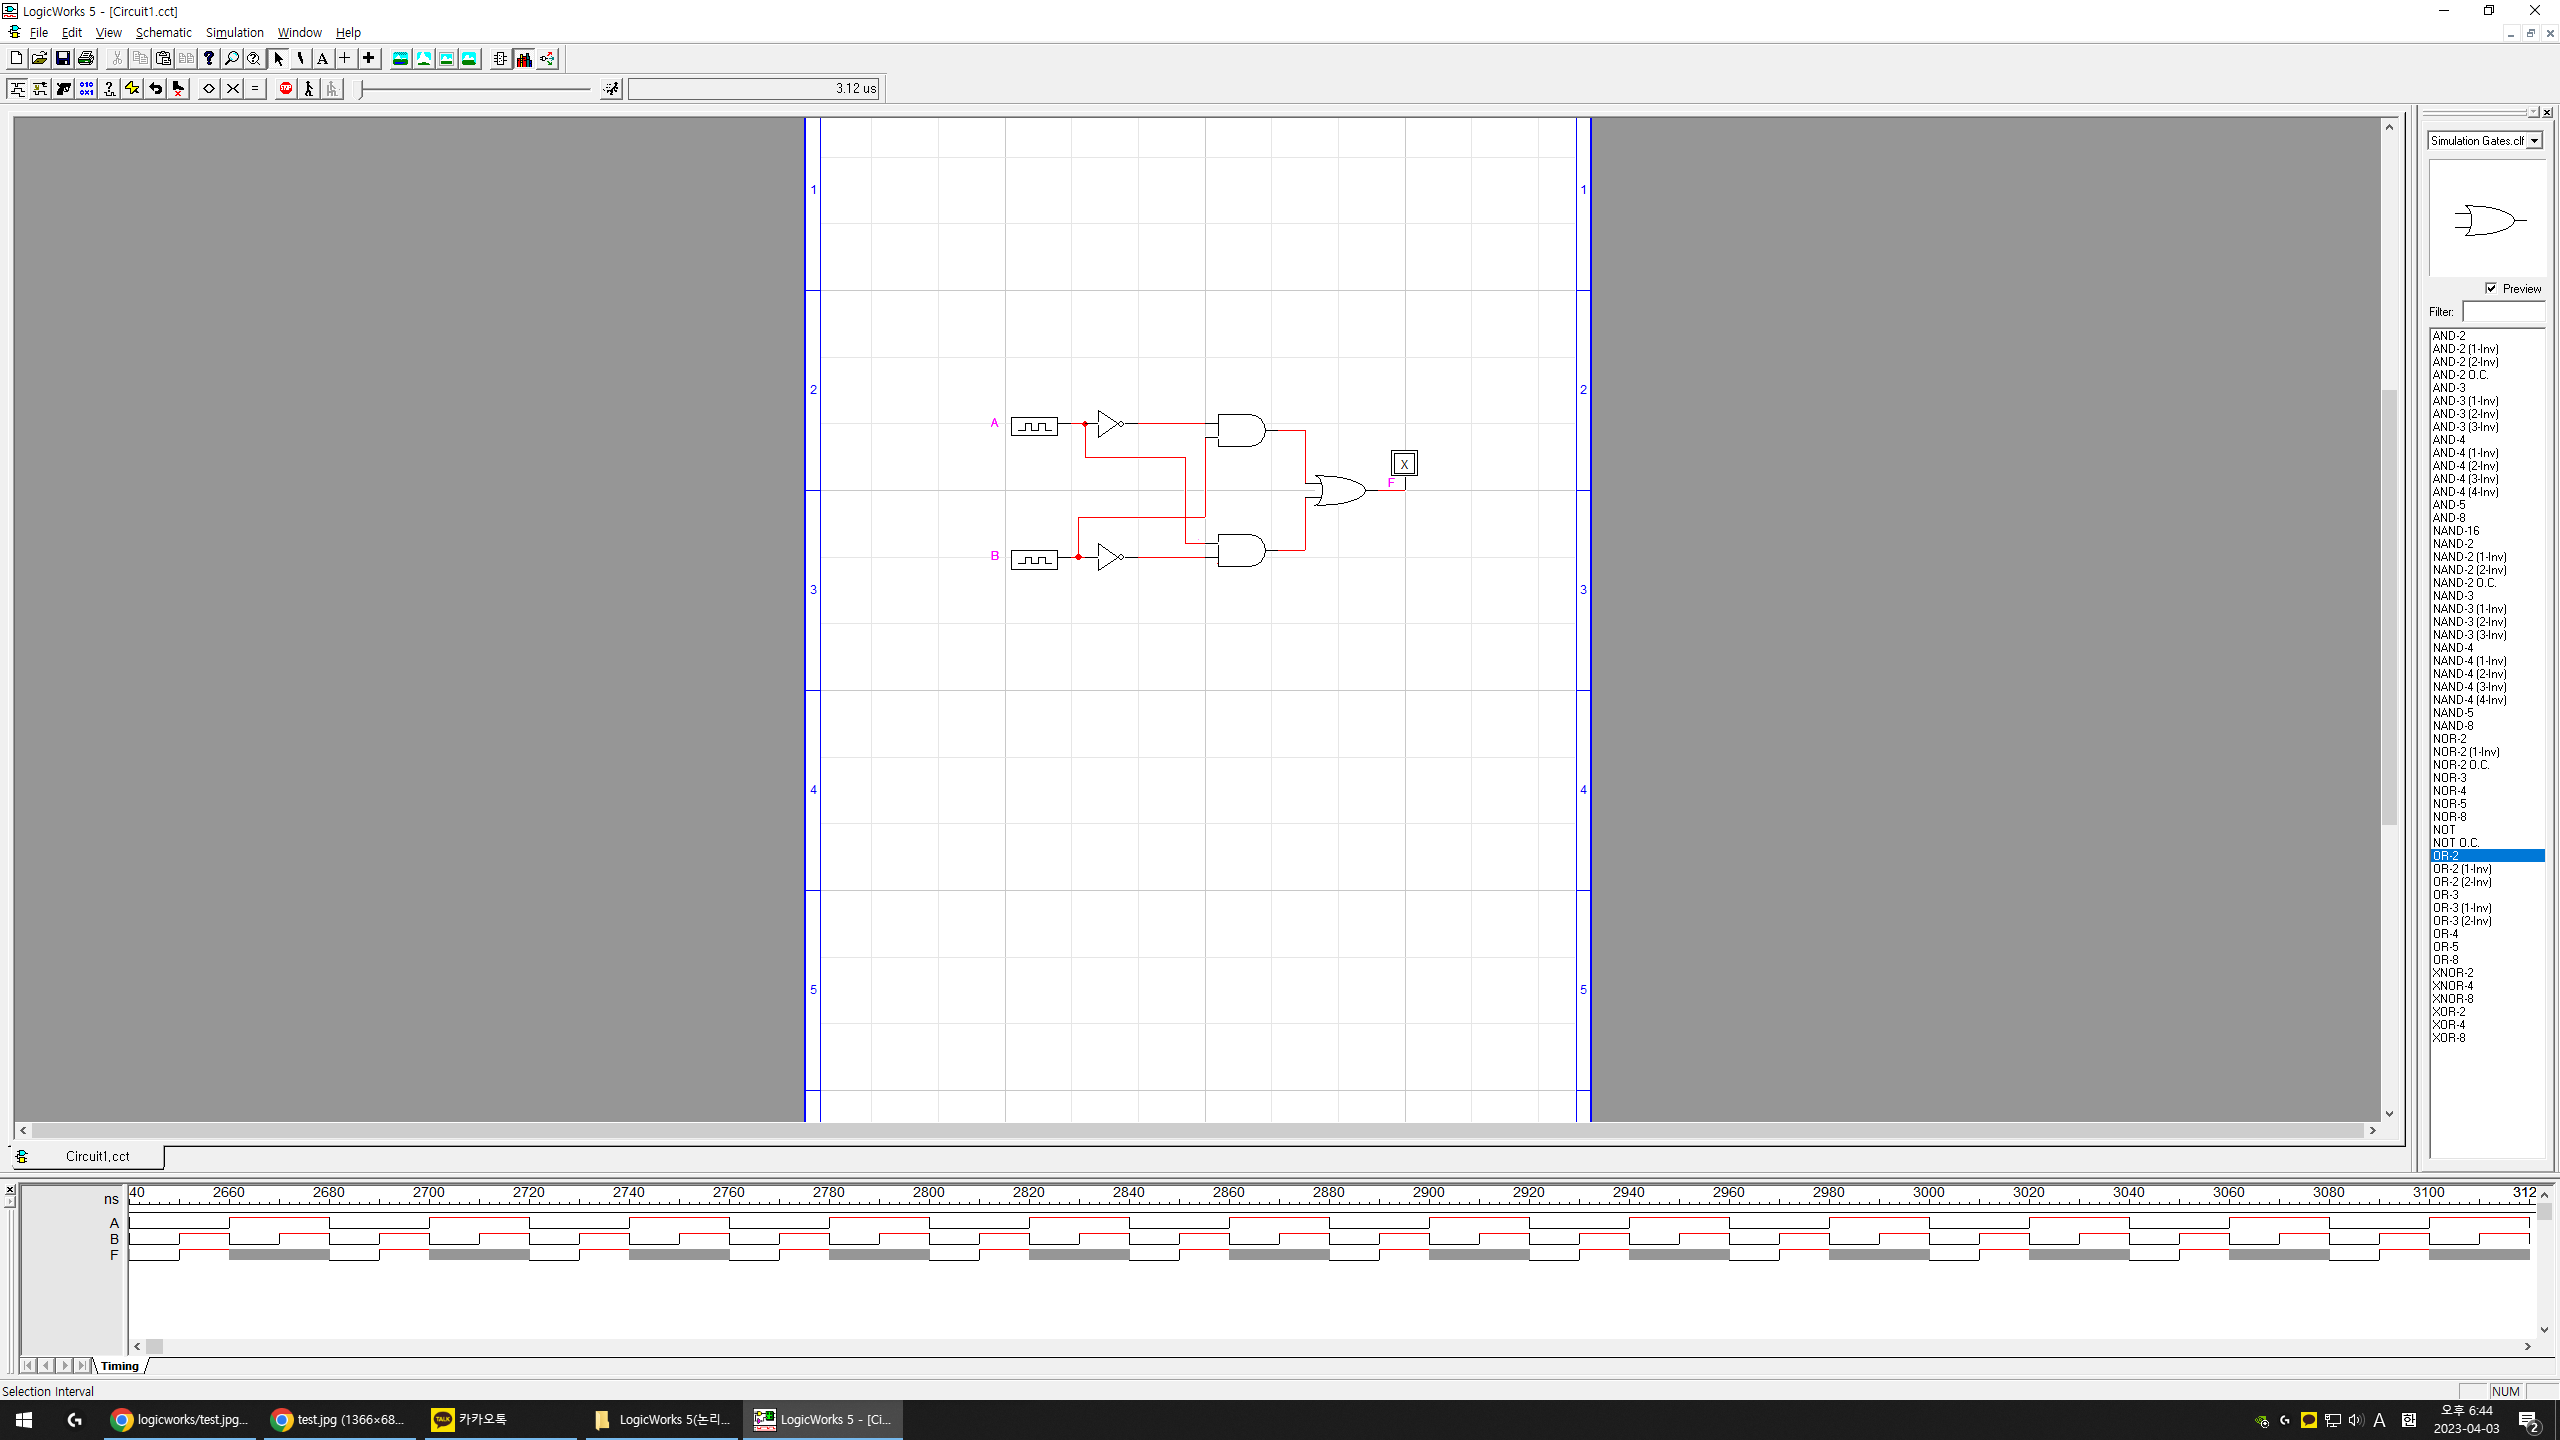 LogicWorks 5 - [Circuit1.cct]
File Edit View Schematic Simulation Window Help
3.12 us
Simulation Gates.clf
Preview
Filter:
AND-2
AND-2 (1-Inv)
AND-2 (2-Inv)
AND-2 O.C.
AND-3
AND-3 (1-Inv)
AND-3 (2-Inv)
AND-3 (3-Inv)
AND-4
AND-4 (1-Inv)
AND-4 (2-Inv)
AND-4 (3-Inv)
AND-4 (4-Inv)
AND-5
AND-8
NAND-16
NAND-2
NAND-2 (1-Inv)
NAND-2 (2-Inv)
NAND-2 O.C.
NAND-3
NAND-3 (1-Inv)
NAND-3 (2-Inv)
NAND-3 (3-Inv)
NAND-4
NAND-4 (1-Inv)
NAND-4 (2-Inv)
NAND-4 (3-Inv)
NAND-4 (4-Inv)
NAND-5
NAND-8
NOR-2
NOR-2 (1-Inv)
NOR-2 O.C.
NOR-3
NOR-4
NOR-5
NOR-8
NOT
NOT O.C.
OR-2
OR-2 (1-Inv)
OR-2 (2-Inv)
OR-3
OR-3 (1-Inv)
OR-3 (2-Inv)
OR-4
OR-5
OR-8
XNOR-2
XNOR-4
XNOR-8
XOR-2
XOR-4
XOR-8
1 1
2 2
A
X
F
B
3 3
4 4
5 5
Circuit1.cct
ns 40 2660 2680 2700 2720 2740 2760 2780 2800 2820 2840 2860 2880 2900 2920 2940 2960 2980 3000 3020 3040 3060 3080 3100 312
A
B
F
Timing
Selection Interval
NUM
logicworks/test.jpg... test.jpg (1366×68... 카카오톡 LogicWorks 5(논리... LogicWorks 5 - [Ci...
A 한
오후 6:44
2023-04-03
2